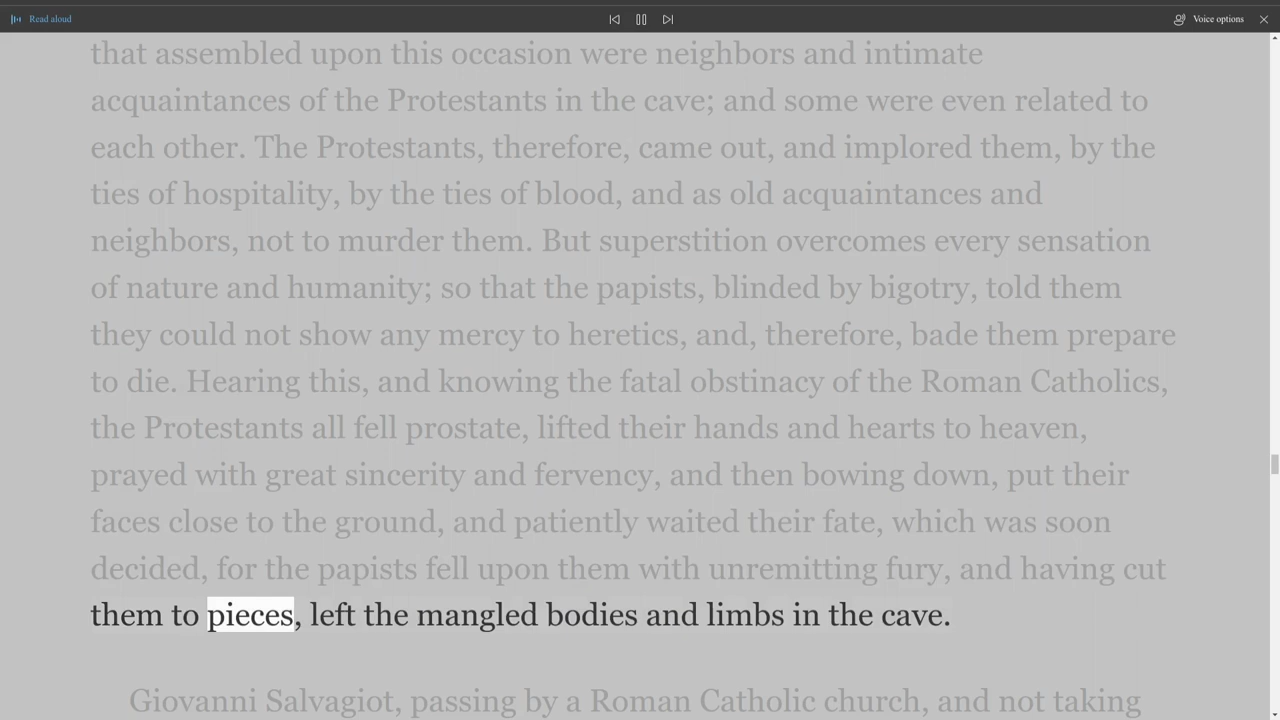 Read aloud
Voice options
that assembled upon this occasion were neighbors and intimate
acquaintances of the Protestants in the cave; and some were even related to
each other. The Protestants, therefore, came out, and implored them, by the
ties of hospitality, by the ties of blood, and as old acquaintances and
neighbors, not to murder them. But superstition overcomes every sensation
of nature and humanity; so that the papists, blinded by bigotry, told them
they could not show any mercy to heretics, and, therefore, bade them prepare
to die. Hearing this, and knowing the fatal obstinacy of the Roman Catholics,
the Protestants all fell prostate, lifted their hands and hearts to heaven,
prayed with great sincerity and fervency, and then bowing down, put their
faces close to the ground, and patiently waited their fate, which was soon
decided, for the papists fell upon them with unremitting fury, and having cut
them to pieces, left the mangled bodies and limbs in the cave.
Giovanni Salvagiot, passing by a Roman Catholic church, and not taking